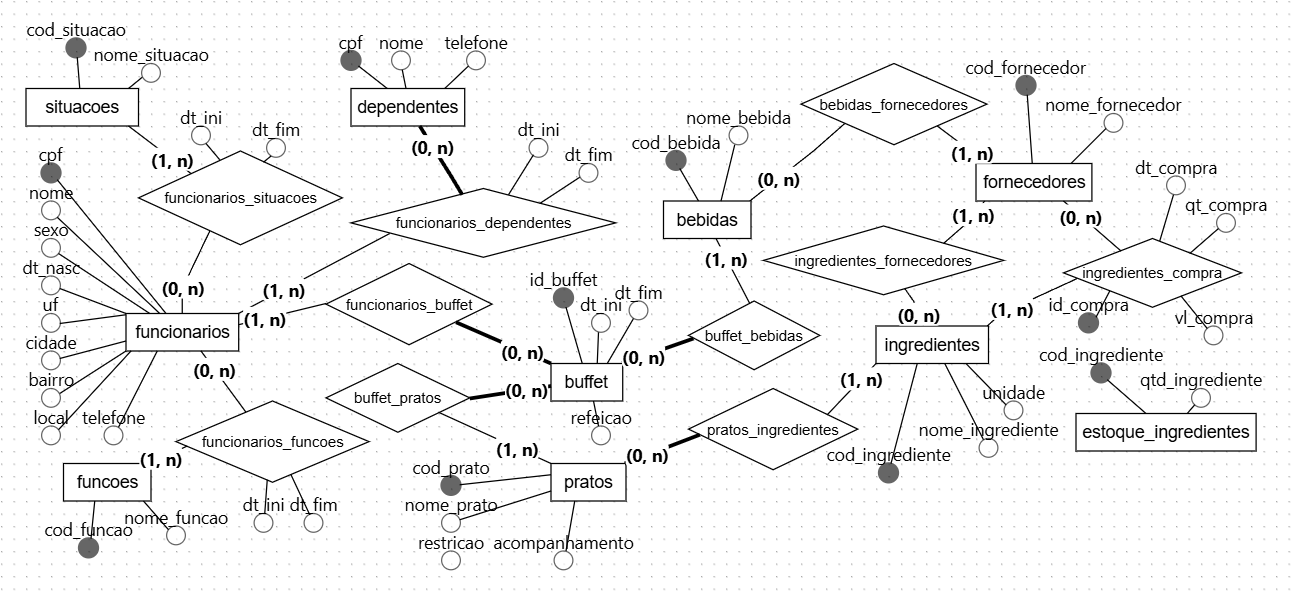 cod_situacao
nome_situacao
situacoes
(1, n)
dt_ini
dt_fim
funcionarios_situacoes
(0, n)
cpf
nome
telefone
dependentes
(0, n)
dt_ini
dt_fim
funcionarios_dependentes
(1, n)
cpf
nome
sexo
dt_nasc
uf
cidade
bairro
local
telefone
funcionarios
(1, n)
funcionarios_buffet
(0, n)
(0, n)
funcionarios_funcoes
(1, n)
dt_ini
dt_fim
funcoes
cod_funcao
nome_funcao
id_buffet
dt_ini
dt_fim
buffet
refeicao
(0, n)
buffet_pratos
(1, n)
cod_prato
nome_prato
restricao
acompanhamento
pratos
(0, n)
pratos_ingredientes
(1, n)
(0, n)
buffet_bebidas
(1, n)
cod_bebida
nome_bebida
bebidas
(0, n)
bebidas_fornecedores
(1, n)
cod_fornecedor
nome_fornecedor
fornecedores
(1, n)
ingredientes_fornecedores
(0, n)
(0, n)
dt_compra
qt_compra
ingredientes_compra
id_compra
vl_compra
(1, n)
ingredientes
cod_ingrediente
nome_ingrediente
unidade
cod_ingrediente
qtd_ingrediente
estoque_ingredientes